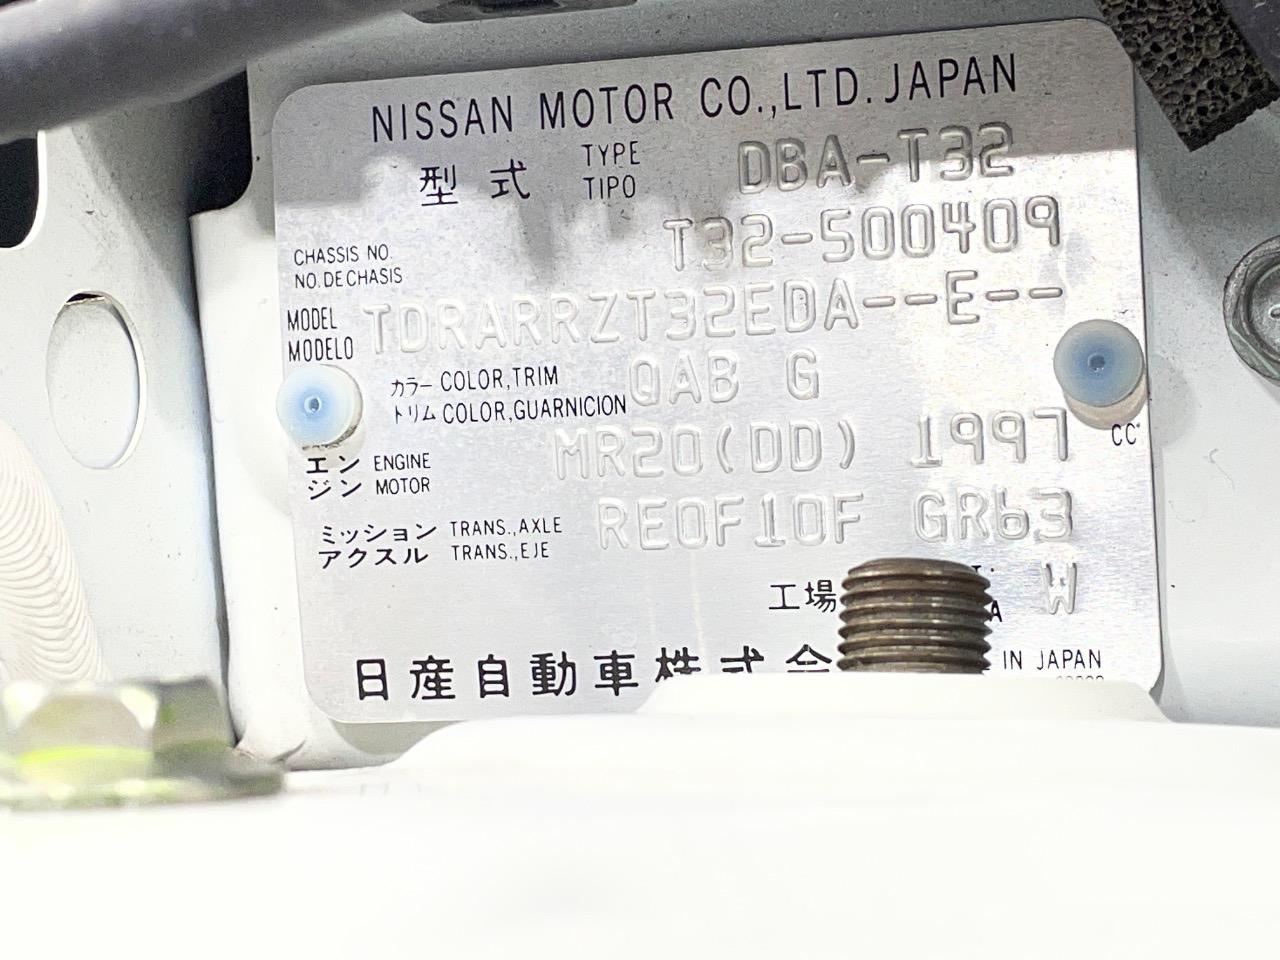 NISSAN MOTOR CO.,LTD. JAPAN
型式 TYPE TIPO DBA-T32
CHASSIS NO. NO. DE CHASIS T32-500409
MODEL MODELO TDRARRZT32EDA--E--
カラー COLOR,TRIM トリム COLOR,GUARNICION QAB G
エンジン ENGINE MOTOR MR20(DD) 1997 CC
ミッション TRANS.,AXLE アクスル TRANS.,EJE RE0F10F GR63
工場 W
日産自動車株式会 IN JAPAN